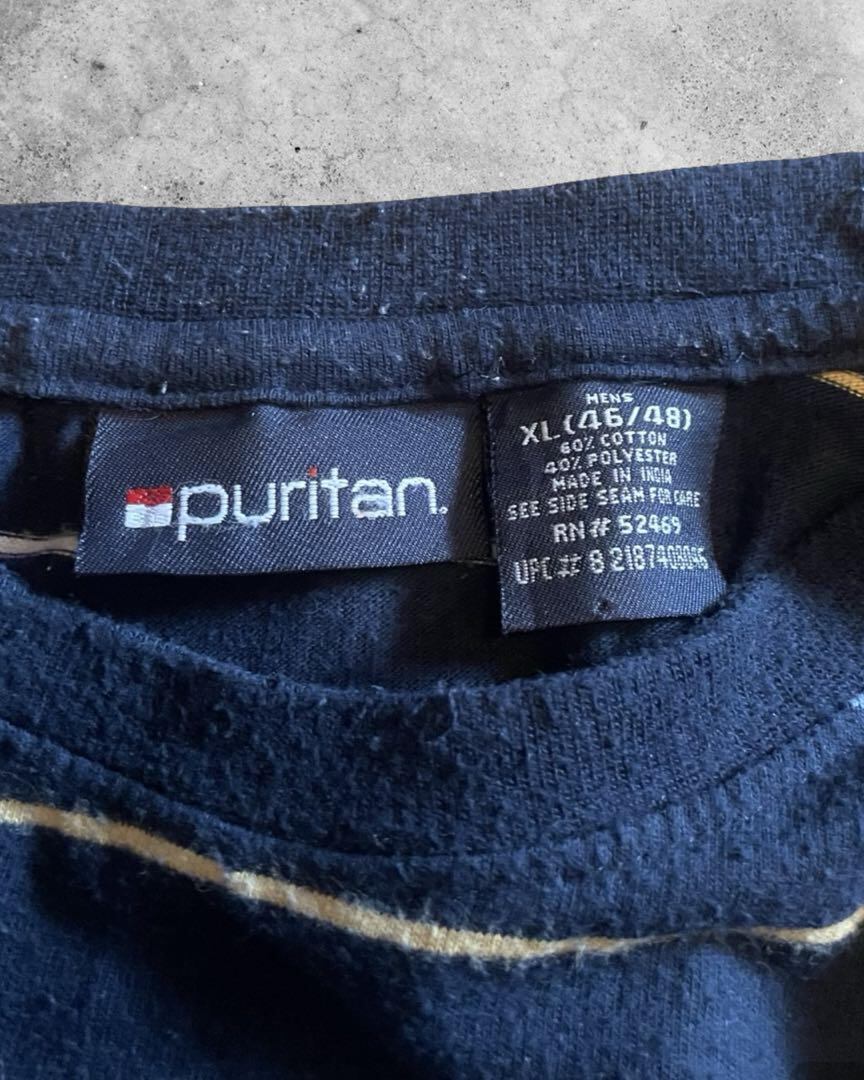 puritan.
MENS
XL (46/48)
60% COTTON
40% POLYESTER
MADE IN INDIA
SEE SIDE SEAM FOR CARE
RN# 52469
UPC#